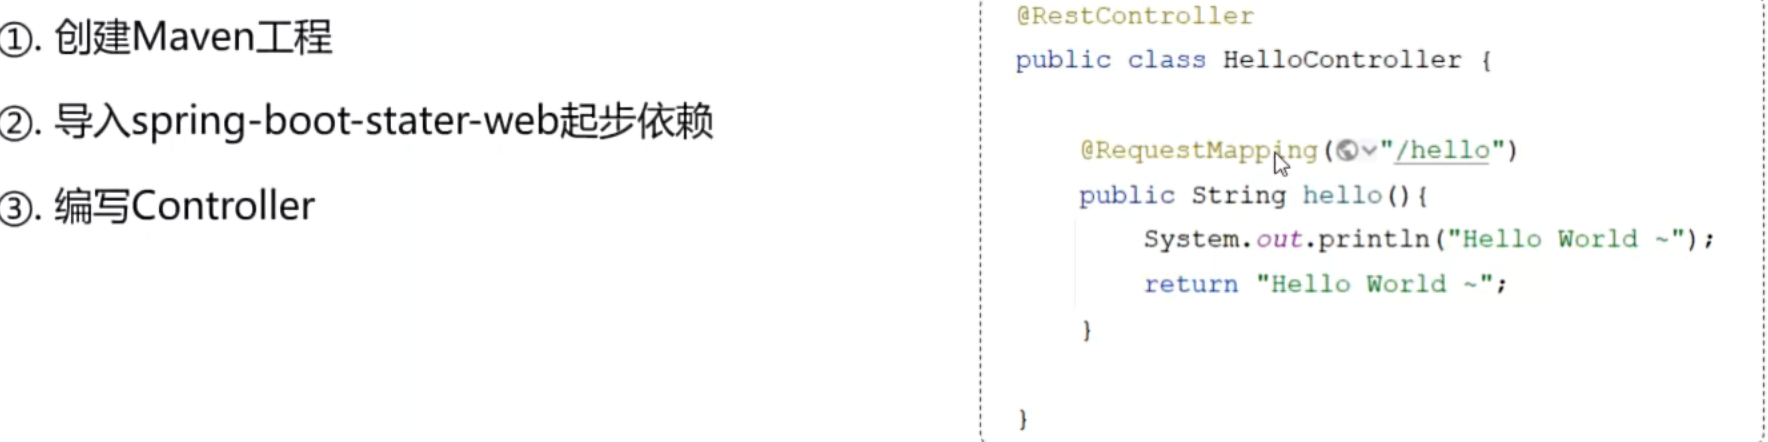 ①. 创建Maven工程
②. 导入spring-boot-stater-web起步依赖
③. 编写Controller
@RestController
public class HelloController {
@RequestMapping("/hello")
public String hello(){
System.out.println("Hello World ~");
return "Hello World ~";
}
}